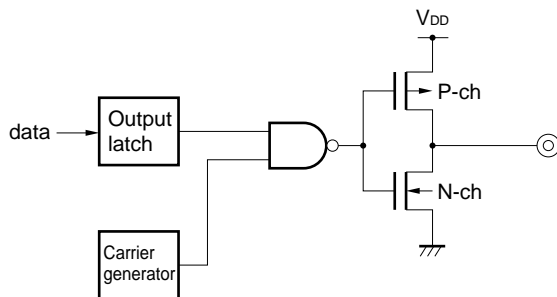 VDD
P-ch
data
Output
latch
N-ch
Carrier
generator